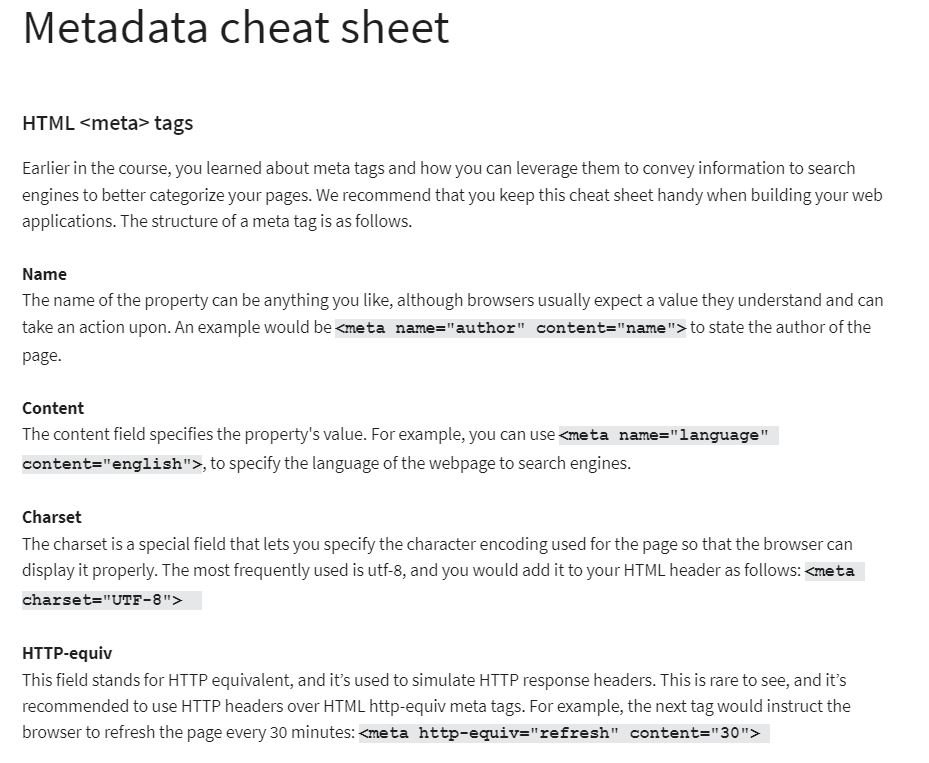 Metadata cheat sheet
HTML <meta> tags
Earlier in the course, you learned about meta tags and how you can leverage them to convey information to search
engines to better categorize your pages. We recommend that you keep this cheat sheet handy when building your web
applications. The structure of a meta tag is as follows.
Name
The name of the property can be anything you like, although browsers usually expect a value they understand and can
take an action upon. An example would be <meta name="author" content="name"> to state the author of the
page.
Content
The content field specifies the property's value. For example, you can use <meta name="language"
content="english">, to specify the language of the webpage to search engines.
Charset
The charset is a special field that lets you specify the character encoding used for the page so that the browser can
display it properly. The most frequently used is utf-8, and you would add it to your HTML header as follows: <meta
charset="UTF-8">
HTTP-equiv
This field stands for HTTP equivalent, and it’s used to simulate HTTP response headers. This is rare to see, and it’s
recommended to use HTTP headers over HTML http-equiv meta tags. For example, the next tag would instruct the
browser to refresh the page every 30 minutes: <meta http-equiv="refresh" content="30">